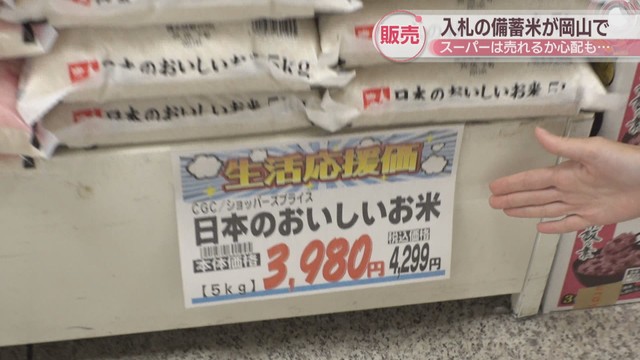 販売
入札の備蓄米が岡山で
スーパーは売れるか心配も…
日本のおいしいお米 5kg
日本のおいしいお米
生活応援価
CGC／ショッパーズプライス
日本のおいしいお米
本体価格
3,980円
税込価格
4,299円
【5kg】